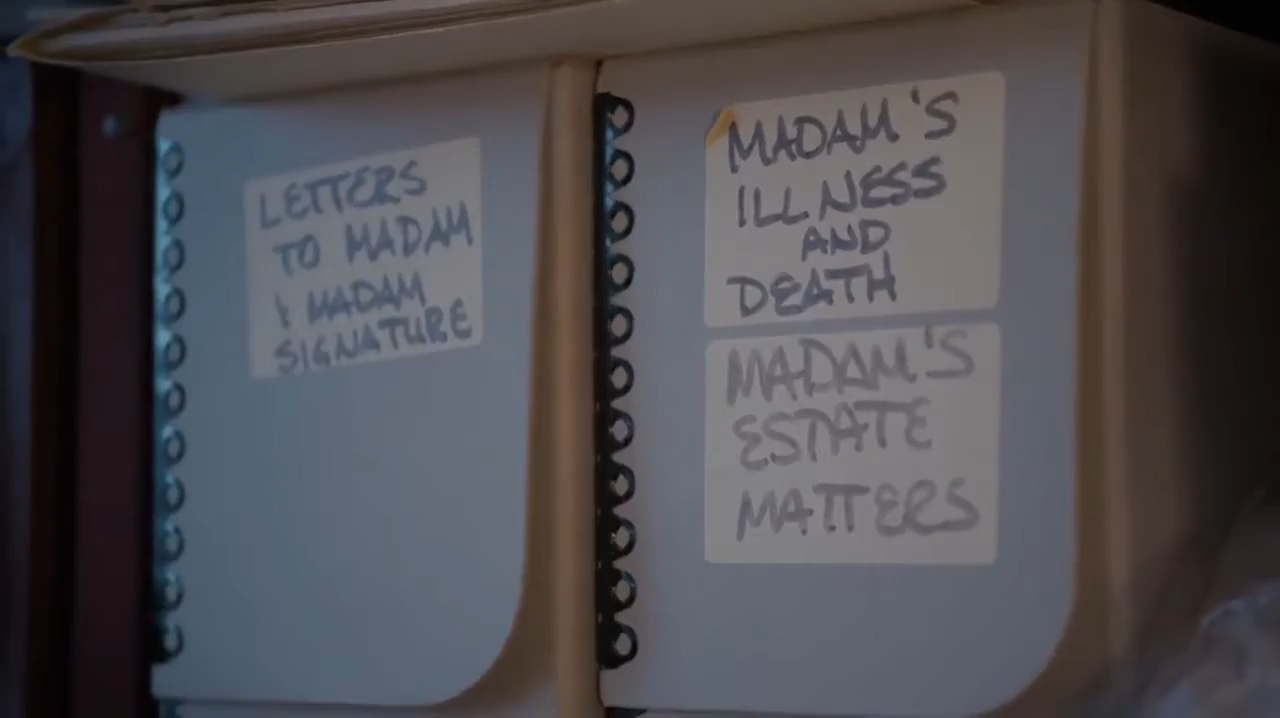 LETTERS
TO MADAM
& MADAM
SIGNATURE
MADAM'S
ILLNESS
AND
DEATH
MADAM'S
ESTATE
MATTERS